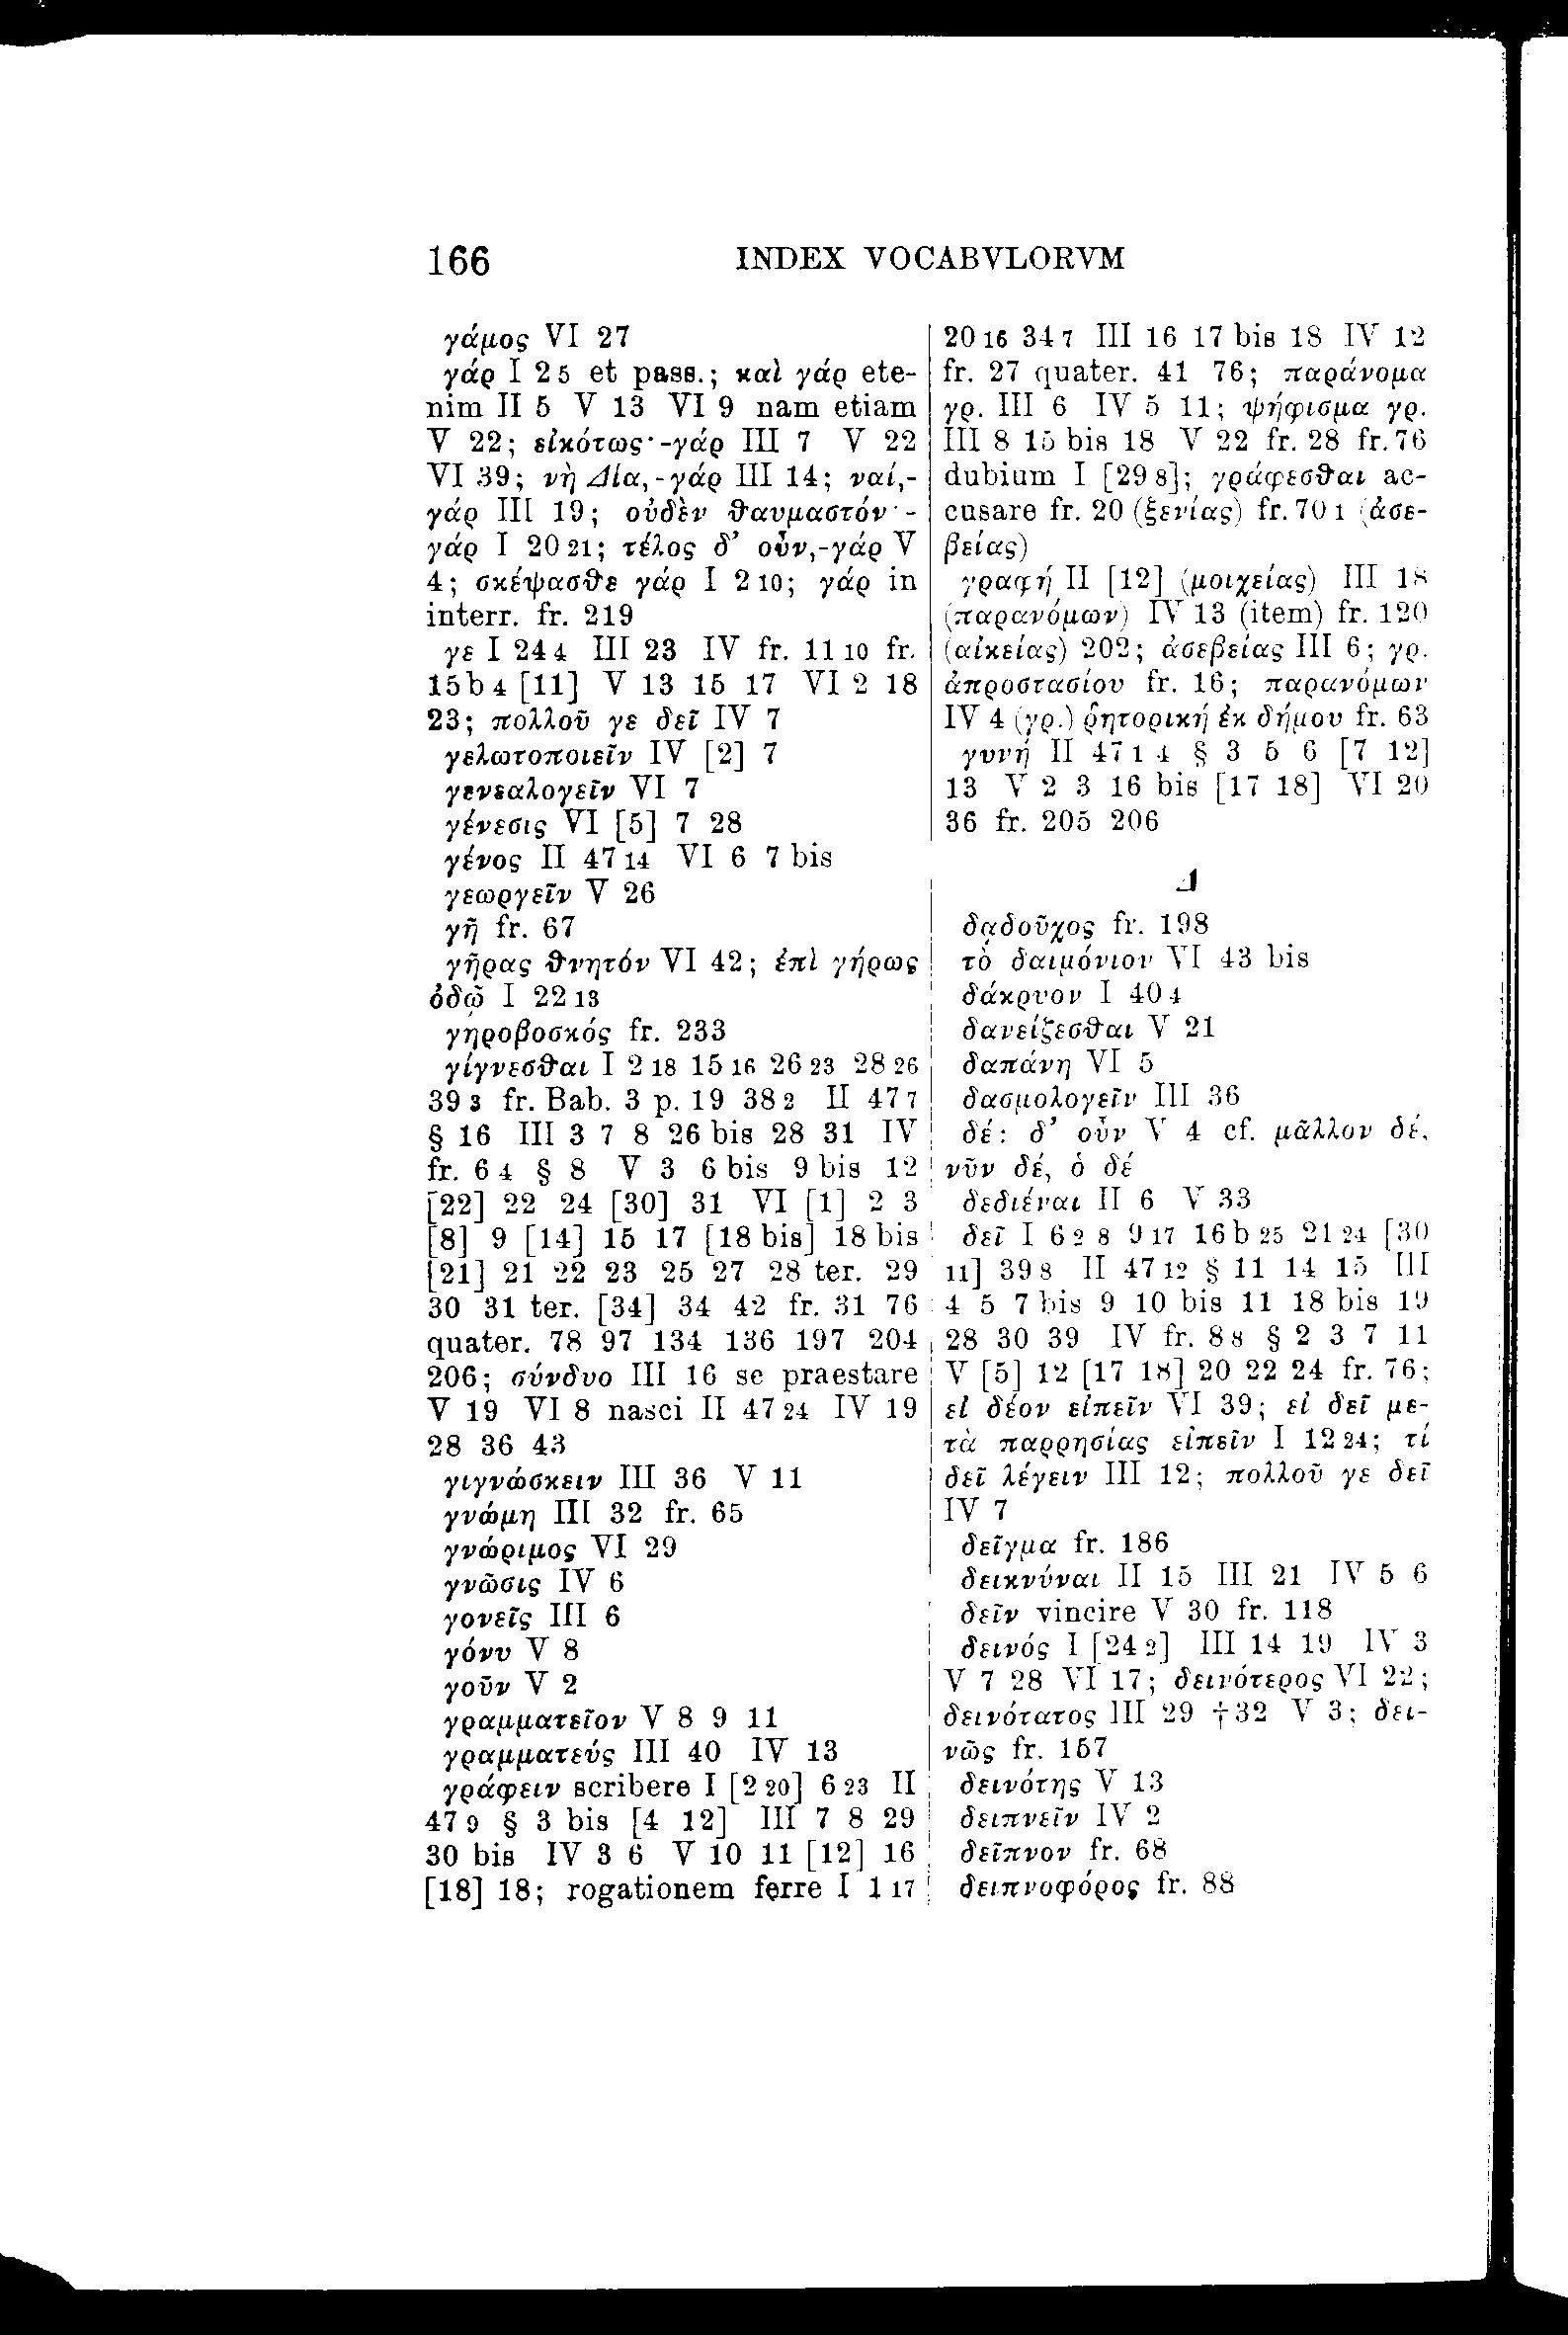 166 INDEX VOCABVLORVM
γάμος VI 27
γάρ I 2 5 et pass.; καὶ γάρ ete-
nim II 5 V 13 VI 9 nam etiam
V 22; εἰκότως·-γάρ III 7 V 22
VI 39; νὴ Δία,-γάρ III 14; ναί,-
γάρ III 19; οὐδὲν θαυμαστόν·-
γάρ I 20 21; τέλος δ’ οὖν,-γάρ V
4; σκέψασθε γάρ I 2 10; γάρ in
interr. fr. 219
γε I 24 4 III 23 IV fr. 11 10 fr.
15b 4 [11] V 13 15 17 VI 2 18
23; πολλοῦ γε δεῖ IV 7
γελωτοποιεῖν IV [2] 7
γενεαλογεῖν VI 7
γένεσις VI [5] 7 28
γένος II 47 14 VI 6 7 bis
γεωργεῖν V 26
γῆ fr. 67
γῆρας θνητόν VI 42; ἐπὶ γήρως
ὁδῷ I 22 13
γηροβοσκός fr. 233
γίγνεσθαι I 2 18 15 16 26 23 28 26
39 3 fr. Bab. 3 p. 19 38 2 II 47 7
§ 16 III 3 7 8 26 bis 28 31 IV
fr. 6 4 § 8 V 3 6 bis 9 bis 12
[22] 22 24 [30] 31 VI [1] 2 3
[8] 9 [14] 15 17 [18 bis] 18 bis
[21] 21 22 23 25 27 28 ter. 29
30 31 ter. [34] 34 42 fr. 31 76
quater. 78 97 134 136 197 204
206; σύνδυο III 16 se praestare
V 19 VI 8 nasci II 47 24 IV 19
28 36 43
γιγνώσκειν III 36 V 11
γνώμη III 32 fr. 65
γνώριμος VI 29
γνῶσις IV 6
γονεῖς III 6
γόνυ V 8
γοῦν V 2
γραμματεῖον V 8 9 11
γραμματεύς III 40 IV 13
γράφειν scribere I [2 20] 6 23 II
47 9 § 3 bis [4 12] III 7 8 29
30 bis IV 3 6 V 10 11 [12] 16
[18] 18; rogationem ferre I 1 17
20 16 34 7 III 16 17 bis 18 IV 12
fr. 27 quater. 41 76; παράνομα
γρ. III 6 IV 5 11; ψήφισμα γρ.
III 8 15 bis 18 V 22 fr. 28 fr. 76
dubium I [29 8]; γράφεσθαι ac-
cusare fr. 20 (ξενίας) fr. 70 1 (ἀσε-
βείας)
γραφή II [12] (μοιχείας) III 18
(παρανόμων) IV 13 (item) fr. 120
(αἰκείας) 202; ἀσεβείας III 6; γρ.
ἀπροστασίου fr. 16; παρανόμων
IV 4 (γρ.) ῥητορική ἐκ δήμου fr. 63
γυνή II 47 1 4 § 3 5 6 [7 12]
13 V 2 3 16 bis [17 18] VI 20
36 fr. 205 206
Δ
δᾳδοῦχος fr. 198
τὸ δαιμόνιον VI 43 bis
δάκρυον I 40 4
δανείζεσθαι V 21
δαπάνη VI 5
δασμολογεῖν III 36
δέ: δ’ οὖν V 4 cf. μᾶλλον δέ,
νῦν δέ, ὁ δέ
δεδιέναι II 6 V 33
δεῖ I 6 2 8 9 17 16b 25 21 24 [30
11] 39 8 II 47 12 § 11 14 15 III
4 5 7 bis 9 10 bis 11 18 bis 19
28 30 39 IV fr. 8 8 § 2 3 7 11
V [5] 12 [17 18] 20 22 24 fr. 76;
εἰ δέον εἰπεῖν VI 39; εἰ δεῖ με-
τὰ παρρησίας εἰπεῖν I 12 24; τί
δεῖ λέγειν III 12; πολλοῦ γε δεῖ
IV 7
δεῖγμα fr. 186
δεικνύναι II 15 III 21 IV 5 6
δεῖν vincire V 30 fr. 118
δεινός I [24 2] III 14 19 IV 3
V 7 28 VI 17; δεινότερος VI 22;
δεινότατος III 29 †32 V 3; δει-
νῶς fr. 157
δεινότης V 13
δειπνεῖν IV 2
δεῖπνον fr. 68
δειπνοφόρος fr. 88